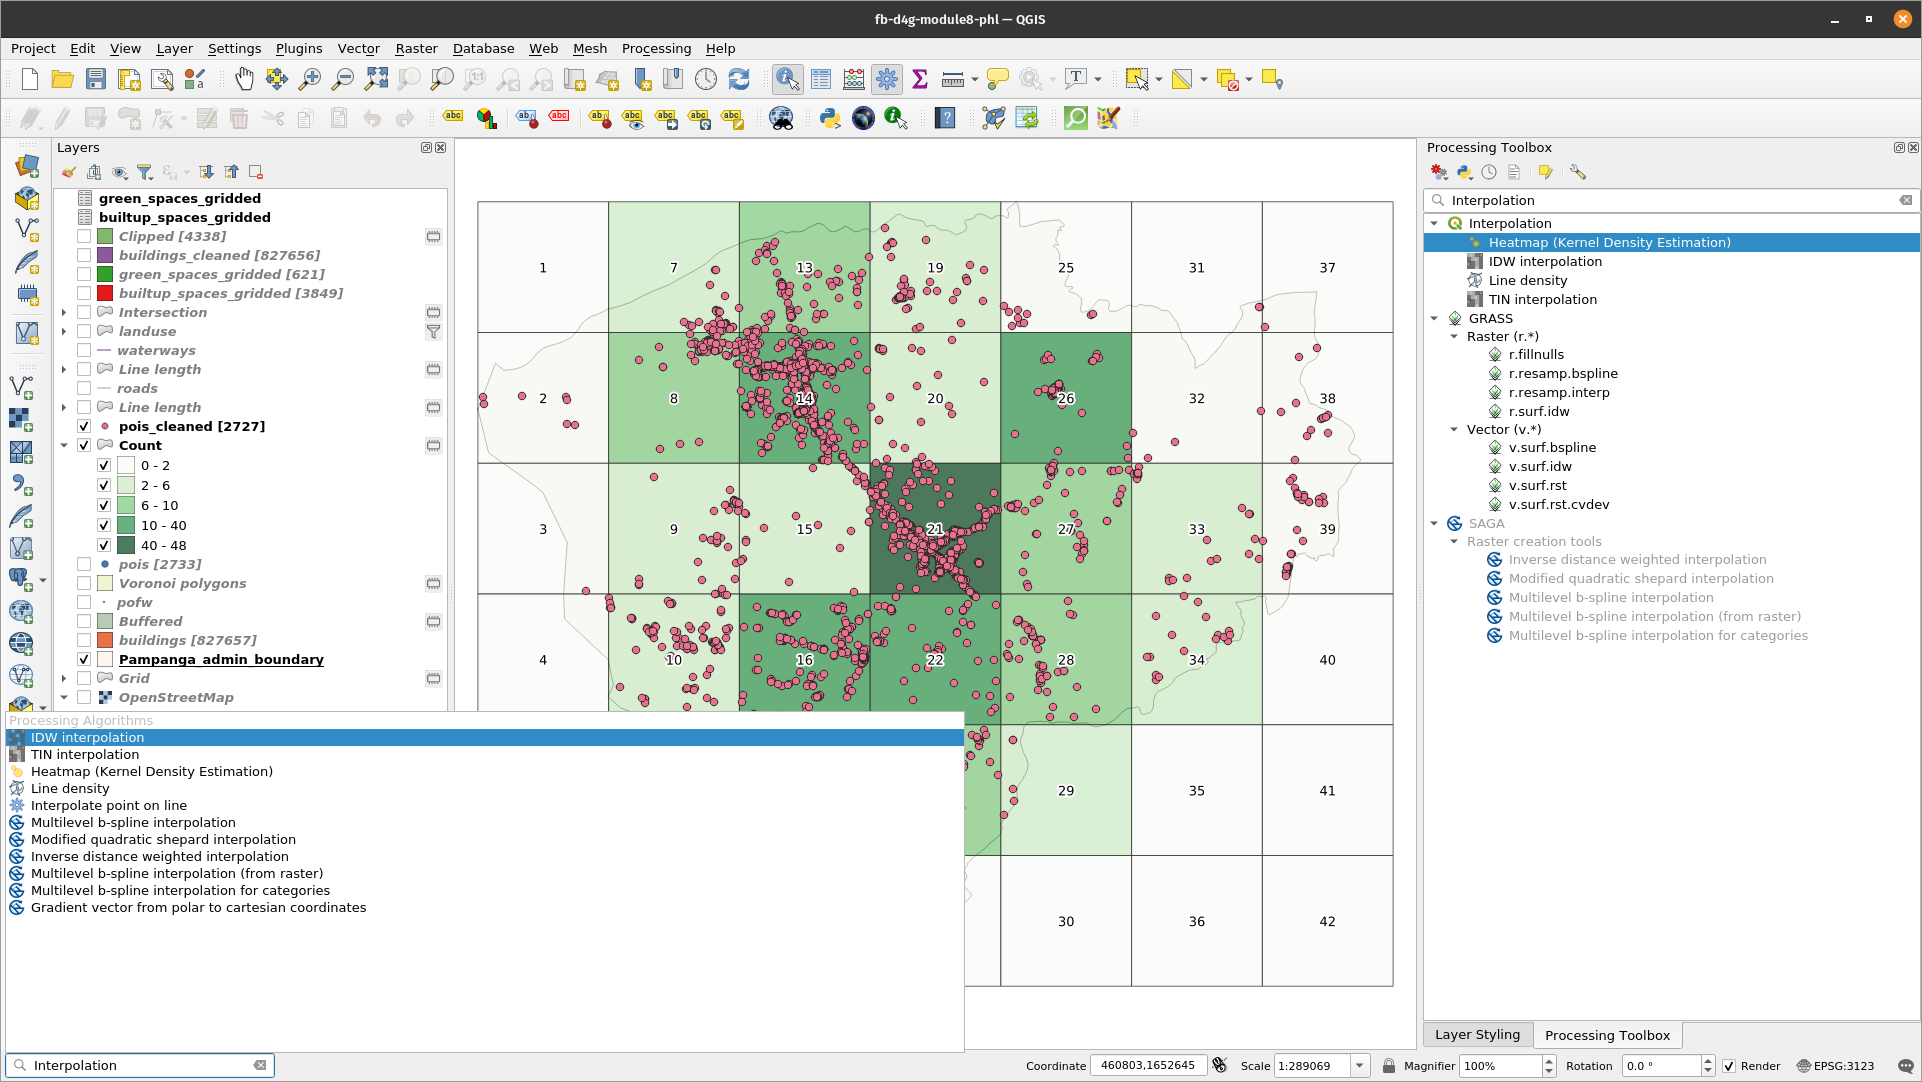 fb-d4g-module8-phl — QGIS
Project Edit View Layer Settings Plugins Vector Raster Database Web Mesh Processing Help
Layers
green_spaces_gridded
builtup_spaces_gridded
Clipped [4338]
buildings_cleaned [827656]
green_spaces_gridded [621]
builtup_spaces_gridded [3849]
Intersection
landuse
waterways
Line length
roads
Line length
pois_cleaned [2727]
Count
0 - 2
2 - 6
6 - 10
10 - 40
40 - 48
pois [2733]
Voronoi polygons
pofw
Buffered
buildings [827657]
Pampanga_admin_boundary
Grid
OpenStreetMap
Processing Algorithms
IDW interpolation
TIN interpolation
Heatmap (Kernel Density Estimation)
Line density
Interpolate point on line
Multilevel b-spline interpolation
Modified quadratic shepard interpolation
Inverse distance weighted interpolation
Multilevel b-spline interpolation (from raster)
Multilevel b-spline interpolation for categories
Gradient vector from polar to cartesian coordinates
Interpolation
1 7 13 19 25 31 37
2 8 14 20 26 32 38
3 9 15 21 27 33 39
4 10 16 22 28 34 40
29 35 41
30 36 42
Processing Toolbox
Interpolation
Interpolation
Heatmap (Kernel Density Estimation)
IDW interpolation
Line density
TIN interpolation
GRASS
Raster (r.*)
r.fillnulls
r.resamp.bspline
r.resamp.interp
r.surf.idw
Vector (v.*)
v.surf.bspline
v.surf.idw
v.surf.rst
v.surf.rst.cvdev
SAGA
Raster creation tools
Inverse distance weighted interpolation
Modified quadratic shepard interpolation
Multilevel b-spline interpolation
Multilevel b-spline interpolation (from raster)
Multilevel b-spline interpolation for categories
Layer Styling Processing Toolbox
Coordinate 460803,1652645 Scale 1:289069 Magnifier 100% Rotation 0.0 ° Render EPSG:3123